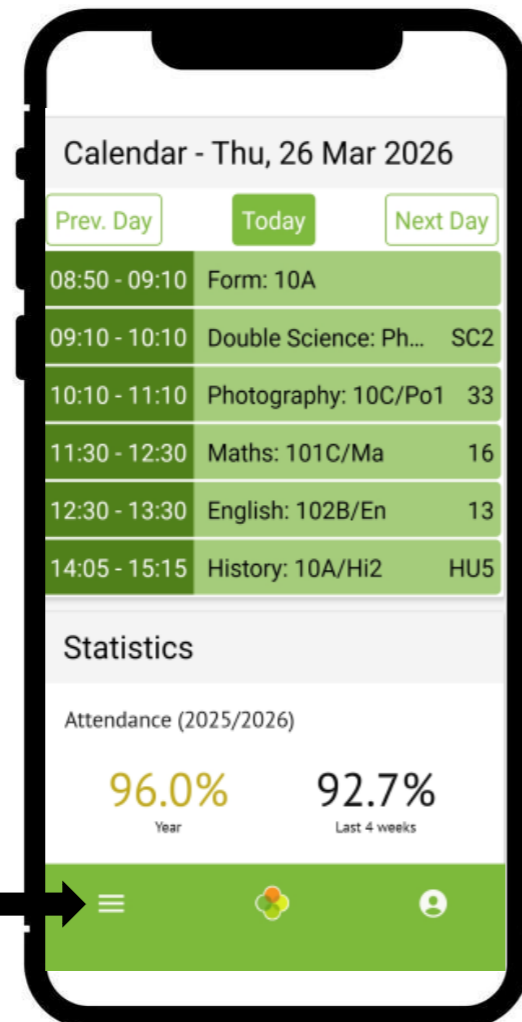 Calendar - Thu, 26 Mar 2026
Prev. Day Today Next Day
08:50 - 09:10 Form: 10A
09:10 - 10:10 Double Science: Ph... SC2
10:10 - 11:10 Photography: 10C/Po1 33
11:30 - 12:30 Maths: 101C/Ma 16
12:30 - 13:30 English: 102B/En 13
14:05 - 15:15 History: 10A/Hi2 HU5
Statistics
Attendance (2025/2026)
96.0% 92.7%
Year Last 4 weeks